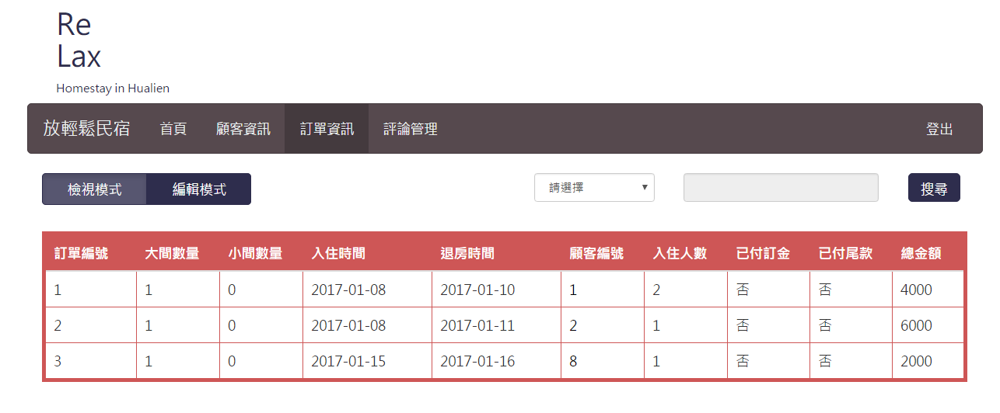 Re
Lax
Homestay in Hualien
放輕鬆民宿 首頁 顧客資訊 訂單資訊 評論管理 登出
檢視模式 編輯模式 請選擇 搜尋
訂單編號 大間數量 小間數量 入住時間 退房時間 顧客編號 入住人數 已付訂金 已付尾款 總金額
1 1 0 2017-01-08 2017-01-10 1 2 否 否 4000
2 1 0 2017-01-08 2017-01-11 2 1 否 否 6000
3 1 0 2017-01-15 2017-01-16 8 1 否 否 2000